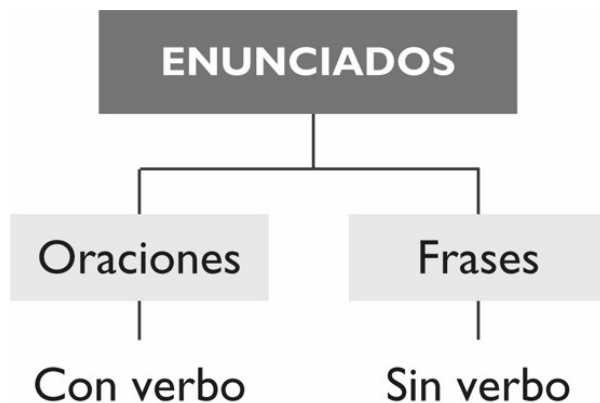 ENUNCIADOS
Oraciones
Frases
Con verbo
Sin verbo